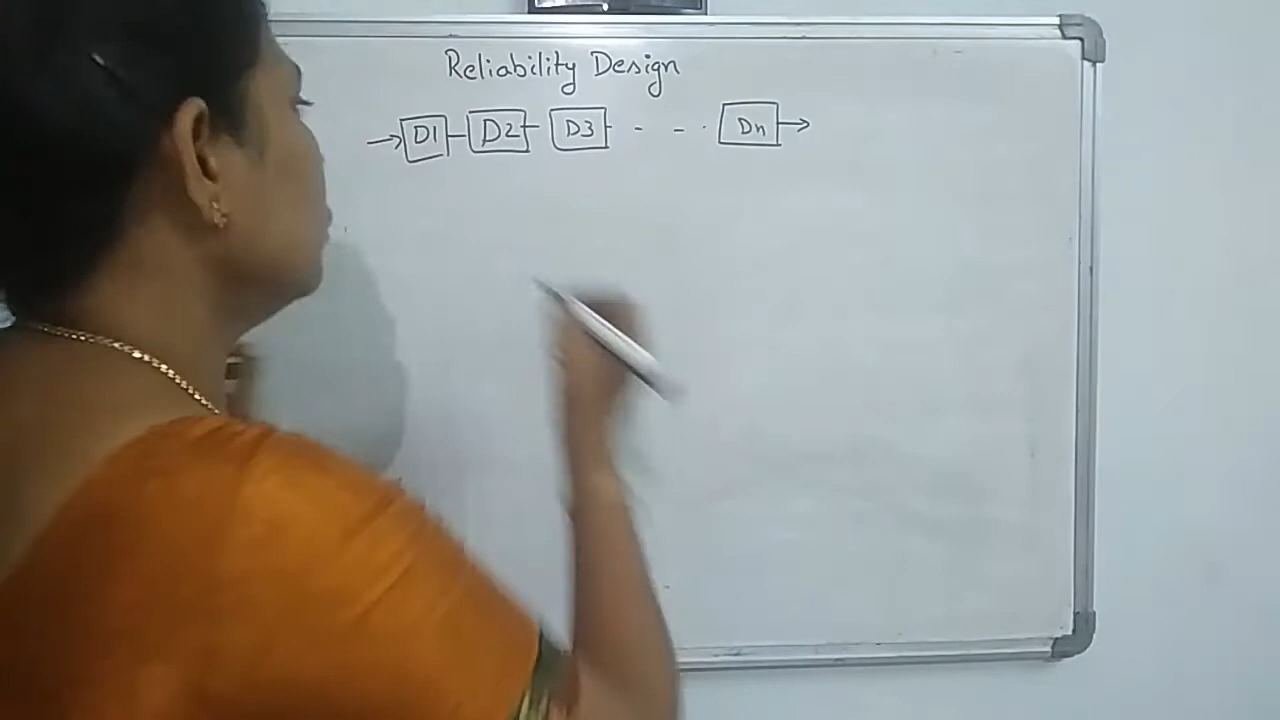 Reliability Design
D1 D2 D3 - - . Dn